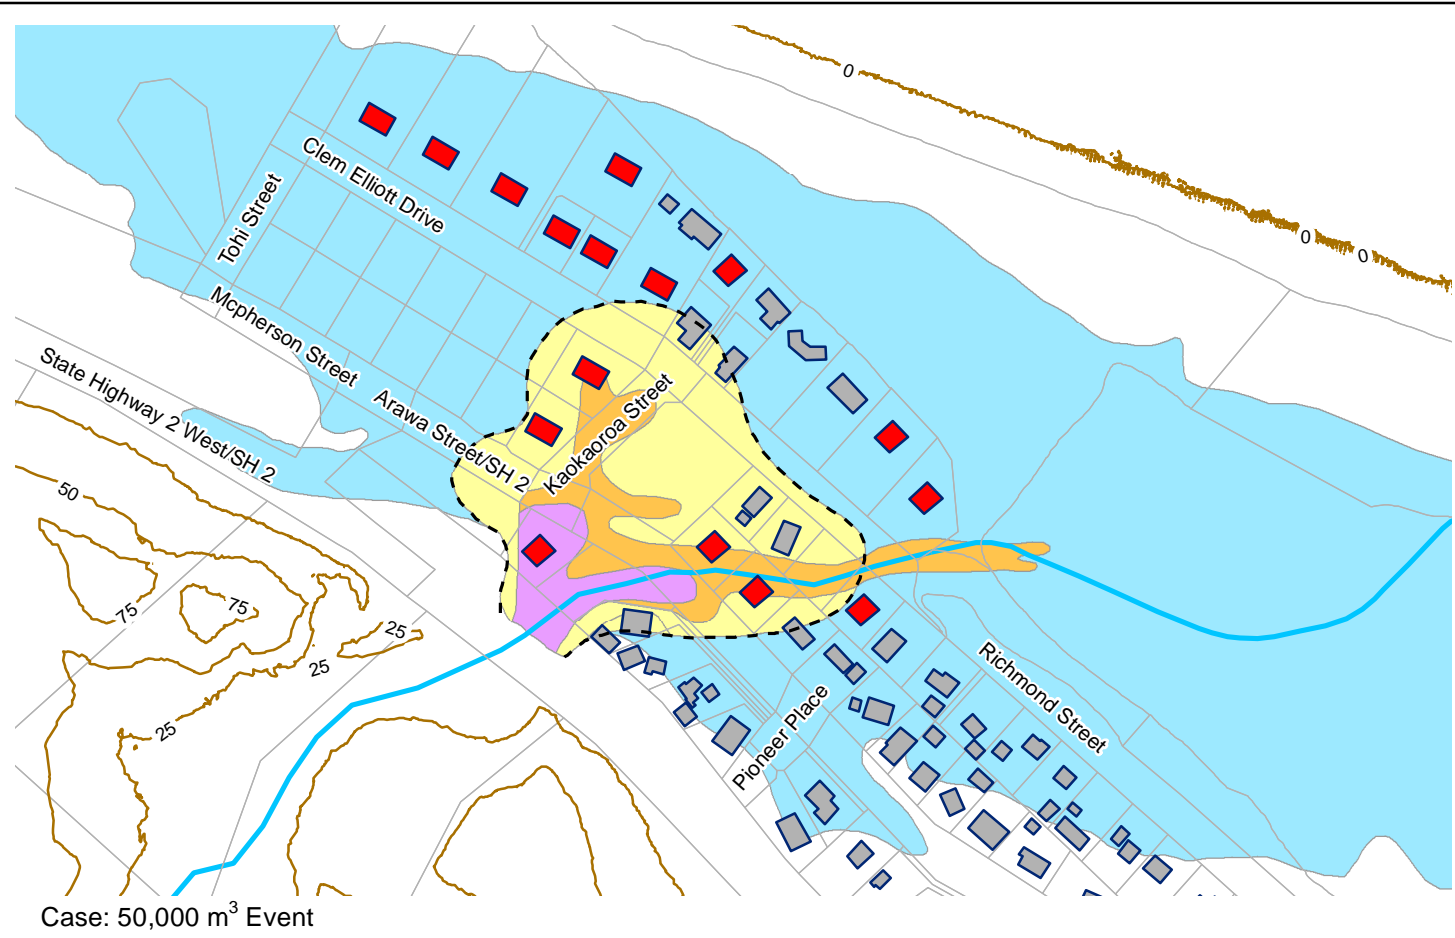 0
0
0
Clem Elliott Drive
Tohi Street
Mcpherson Street
State Highway 2 West/SH 2
Arawa Street/SH 2
Kaokaoroa Street
50
75
75
25
25
25
Richmond Street
Pioneer Place
Case: 50,000 m³ Event